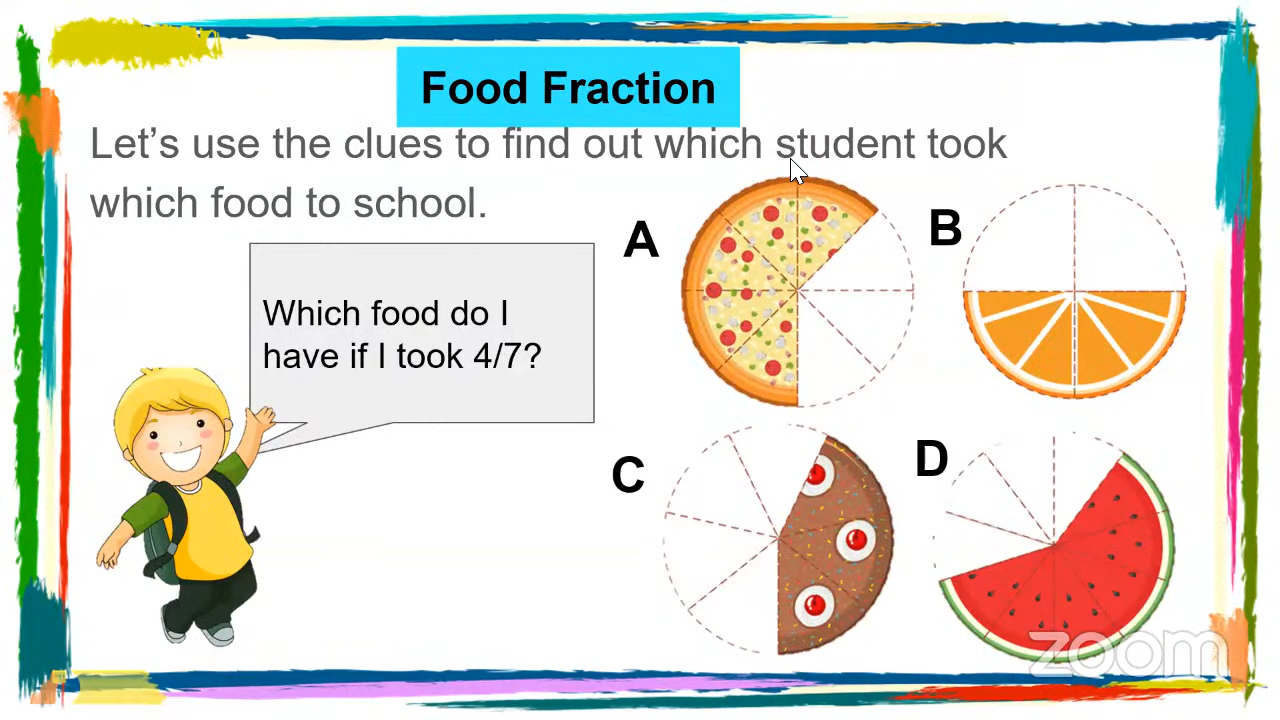 Food Fraction
Let’s use the clues to find out which student took
which food to school.
A
B
Which food do I
have if I took 4/7?
C
D
zoom